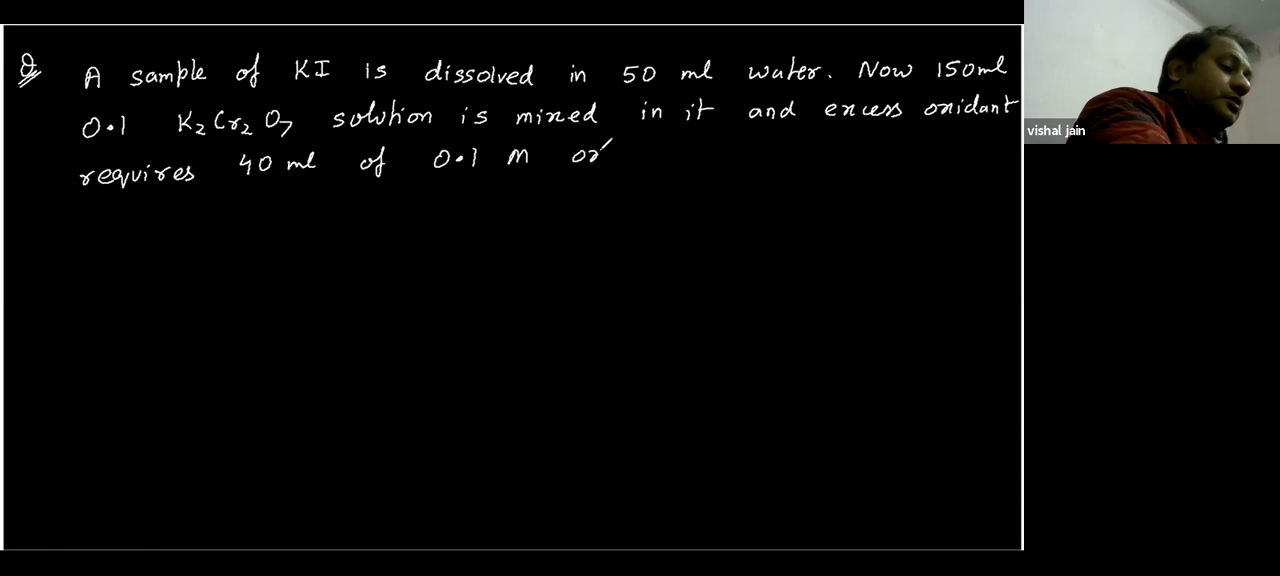 Q A sample of KI is dissolved in 50 ml water. Now 150ml
0.1 K2Cr2O7 solution is mixed in it and excess oxidant
requires 40 ml of 0.1 M or
vishal jain